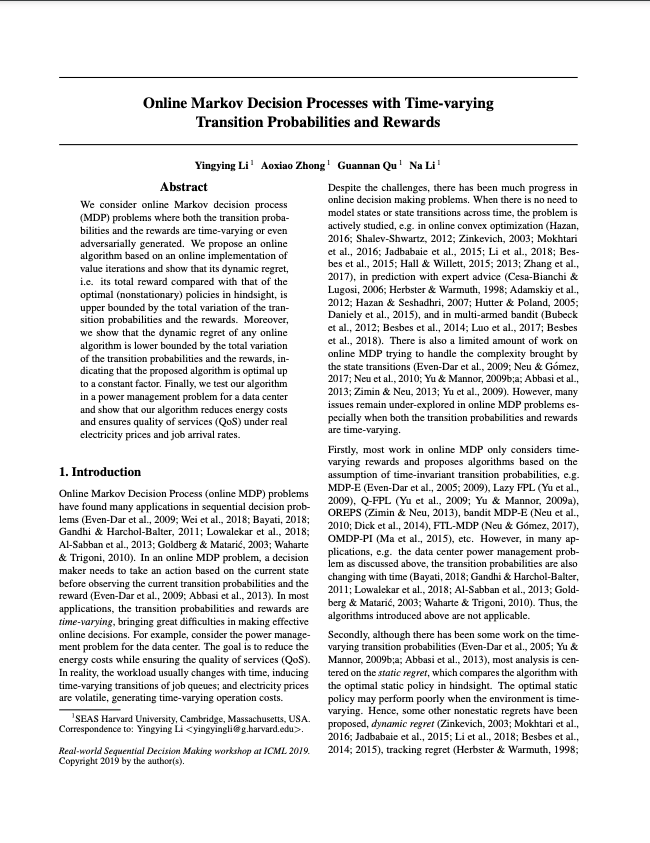 Online Markov Decision Processes with Time-varying
Transition Probabilities and Rewards
Yingying Li 1 Aoxiao Zhong 1 Guannan Qu 1 Na Li 1
Abstract
We consider online Markov decision process
(MDP) problems where both the transition proba-
bilities and the rewards are time-varying or even
adversarially generated. We propose an online
algorithm based on an online implementation of
value iterations and show that its dynamic regret,
i.e. its total reward compared with that of the
optimal (nonstationary) policies in hindsight, is
upper bounded by the total variation of the tran-
sition probabilities and the rewards. Moreover,
we show that the dynamic regret of any online
algorithm is lower bounded by the total variation
of the transition probabilities and the rewards, in-
dicating that the proposed algorithm is optimal up
to a constant factor. Finally, we test our algorithm
in a power management problem for a data center
and show that our algorithm reduces energy costs
and ensures quality of services (QoS) under real
electricity prices and job arrival rates.
1. Introduction
Online Markov Decision Process (online MDP) problems
have found many applications in sequential decision prob-
lems (Even-Dar et al., 2009; Wei et al., 2018; Bayati, 2018;
Gandhi & Harchol-Balter, 2011; Lowalekar et al., 2018;
Al-Sabban et al., 2013; Goldberg & Matarić, 2003; Waharte
& Trigoni, 2010). In an online MDP problem, a decision
maker needs to take an action based on the current state
before observing the current transition probabilities and the
reward (Even-Dar et al., 2009; Abbasi et al., 2013). In most
applications, the transition probabilities and rewards are
time-varying, bringing great difficulties in making effective
online decisions. For example, consider the power manage-
ment problem for the data center. The goal is to reduce the
energy costs while ensuring the quality of services (QoS).
In reality, the workload usually changes with time, inducing
time-varying transitions of job queues; and electricity prices
are volatile, generating time-varying operation costs.
1SEAS Harvard University, Cambridge, Massachusetts, USA.
Correspondence to: Yingying Li <yingyingli@g.harvard.edu>.
Real-world Sequential Decision Making workshop at ICML 2019.
Copyright 2019 by the author(s).
Despite the challenges, there has been much progress in
online decision making problems. When there is no need to
model states or state transitions across time, the problem is
actively studied, e.g. in online convex optimization (Hazan,
2016; Shalev-Shwartz, 2012; Zinkevich, 2003; Mokhtari
et al., 2016; Jadbabaie et al., 2015; Li et al., 2018; Bes-
bes et al., 2015; Hall & Willett, 2015; 2013; Zhang et al.,
2017), in prediction with expert advice (Cesa-Bianchi &
Lugosi, 2006; Herbster & Warmuth, 1998; Adamskiy et al.,
2012; Hazan & Seshadhri, 2007; Hutter & Poland, 2005;
Daniely et al., 2015), and in multi-armed bandit (Bubeck
et al., 2012; Besbes et al., 2014; Luo et al., 2017; Besbes
et al., 2018). There is also a limited amount of work on
online MDP trying to handle the complexity brought by
the state transitions (Even-Dar et al., 2009; Neu & Gómez,
2017; Neu et al., 2010; Yu & Mannor, 2009b;a; Abbasi et al.,
2013; Zimin & Neu, 2013; Yu et al., 2009). However, many
issues remain under-explored in online MDP problems es-
pecially when both the transition probabilities and rewards
are time-varying.
Firstly, most work in online MDP only considers time-
varying rewards and proposes algorithms based on the
assumption of time-invariant transition probabilities, e.g.
MDP-E (Even-Dar et al., 2005; 2009), Lazy FPL (Yu et al.,
2009), Q-FPL (Yu et al., 2009; Yu & Mannor, 2009a),
OREPS (Zimin & Neu, 2013), bandit MDP-E (Neu et al.,
2010; Dick et al., 2014), FTL-MDP (Neu & Gómez, 2017),
OMDP-PI (Ma et al., 2015), etc. However, in many ap-
plications, e.g. the data center power management prob-
lem as discussed above, the transition probabilities are also
changing with time (Bayati, 2018; Gandhi & Harchol-Balter,
2011; Lowalekar et al., 2018; Al-Sabban et al., 2013; Gold-
berg & Matarić, 2003; Waharte & Trigoni, 2010). Thus, the
algorithms introduced above are not applicable.
Secondly, although there has been some work on the time-
varying transition probabilities (Even-Dar et al., 2005; Yu &
Mannor, 2009b;a; Abbasi et al., 2013), most analysis is cen-
tered on the static regret, which compares the algorithm with
the optimal static policy in hindsight. The optimal static
policy may perform poorly when the environment is time-
varying. Hence, some other nonstatic regrets have been
proposed, dynamic regret (Zinkevich, 2003; Mokhtari et al.,
2016; Jadbabaie et al., 2015; Li et al., 2018; Besbes et al.,
2014; 2015), tracking regret (Herbster & Warmuth, 1998;